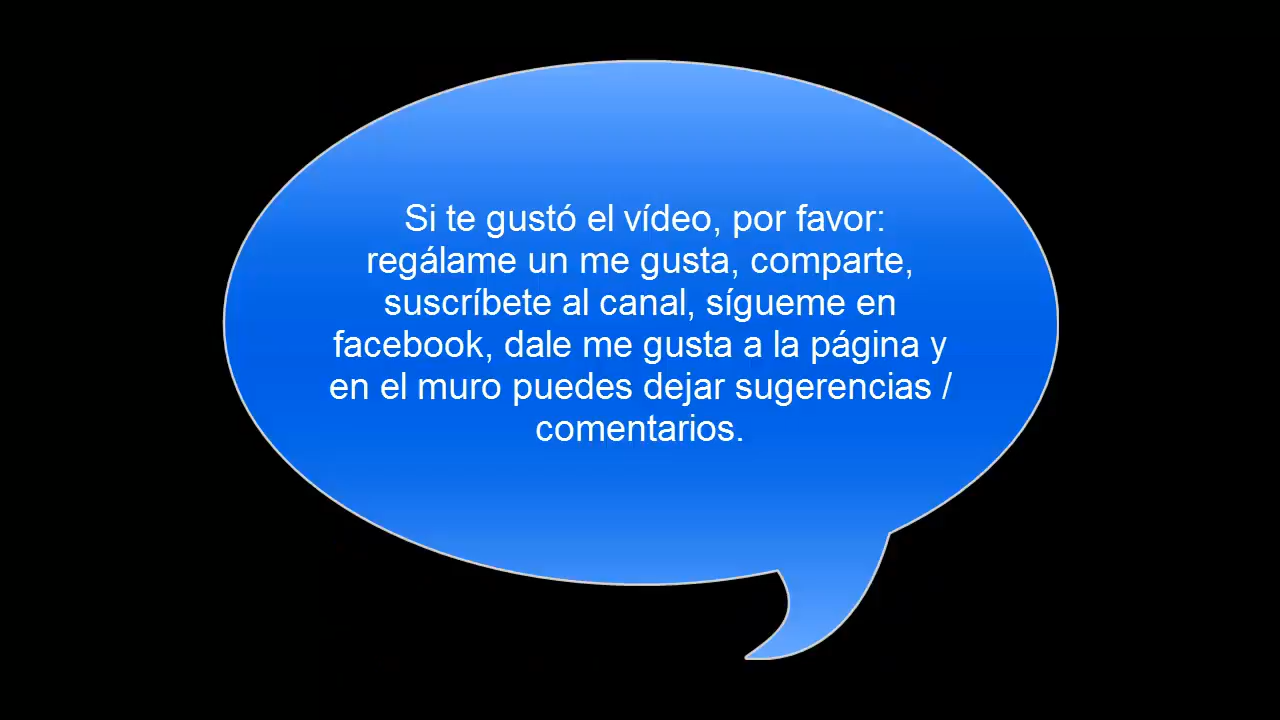 Si te gustó el vídeo, por favor:
regálame un me gusta, comparte,
suscríbete al canal, sígueme en
facebook, dale me gusta a la página y
en el muro puedes dejar sugerencias /
comentarios.